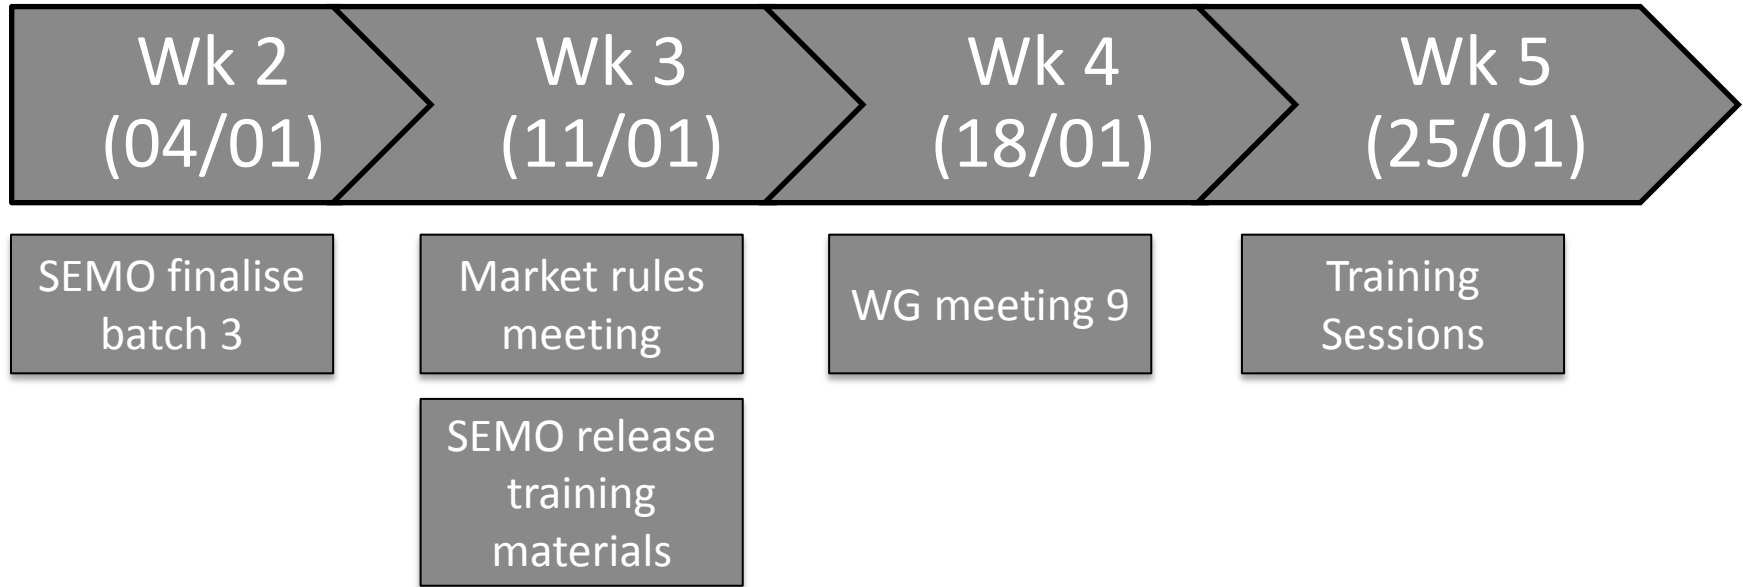 Wk 2
(04/01)
Wk 3
(11/01)
Wk 4
(18/01)
Wk 5
(25/01)
SEMO finalise
batch 3
Market rules
meeting
WG meeting 9
Training
Sessions
SEMO release
training
materials